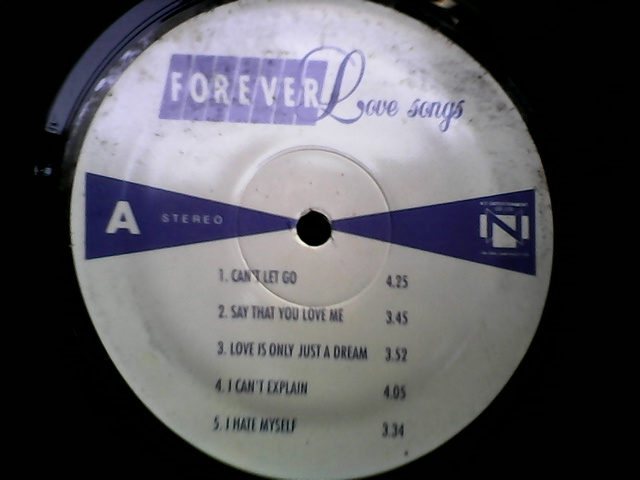 FOREVER Love songs
A STEREO
N
1. CAN'T LET GO 4.25
2. SAY THAT YOU LOVE ME 3.45
3. LOVE IS ONLY JUST A DREAM 3.52
4. I CAN'T EXPLAIN 4.05
5. I HATE MYSELF 3.34